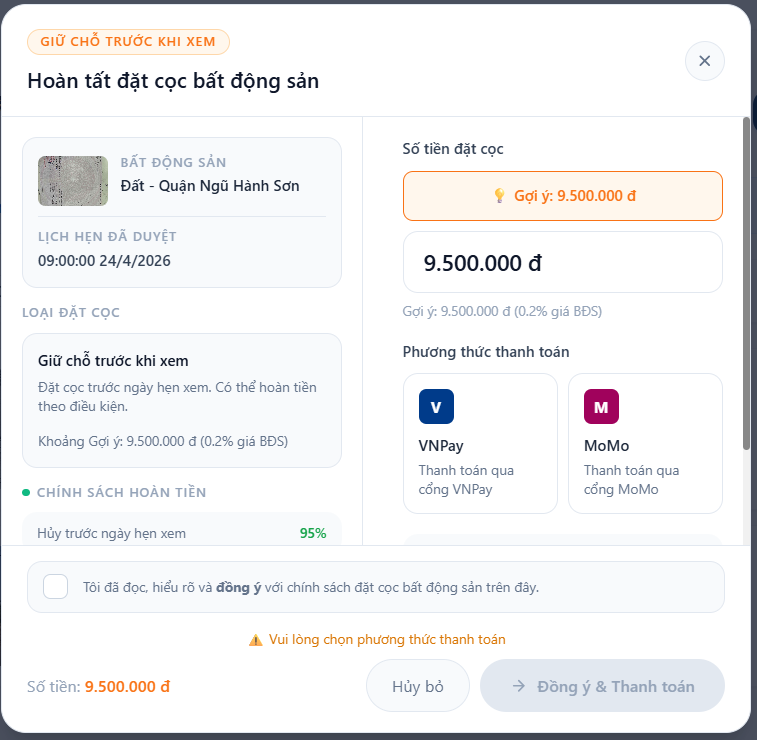 GIỮ CHỖ TRƯỚC KHI XEM
Hoàn tất đặt cọc bất động sản
BẤT ĐỘNG SẢN
Đất - Quận Ngũ Hành Sơn
LỊCH HẸN ĐÃ DUYỆT
09:00:00 24/4/2026
LOẠI ĐẶT CỌC
Giữ chỗ trước khi xem
Đặt cọc trước ngày hẹn xem. Có thể hoàn tiền
theo điều kiện.
Khoảng Gợi ý: 9.500.000 đ (0.2% giá BĐS)
CHÍNH SÁCH HOÀN TIỀN
Hủy trước ngày hẹn xem 95%
Số tiền đặt cọc
Gợi ý: 9.500.000 đ
9.500.000 đ
Gợi ý: 9.500.000 đ (0.2% giá BĐS)
Phương thức thanh toán
V
VNPay
Thanh toán qua
cổng VNPay
M
MoMo
Thanh toán qua
cổng MoMo
Tôi đã đọc, hiểu rõ và đồng ý với chính sách đặt cọc bất động sản trên đây.
Vui lòng chọn phương thức thanh toán
Số tiền: 9.500.000 đ
Hủy bỏ
Đồng ý & Thanh toán